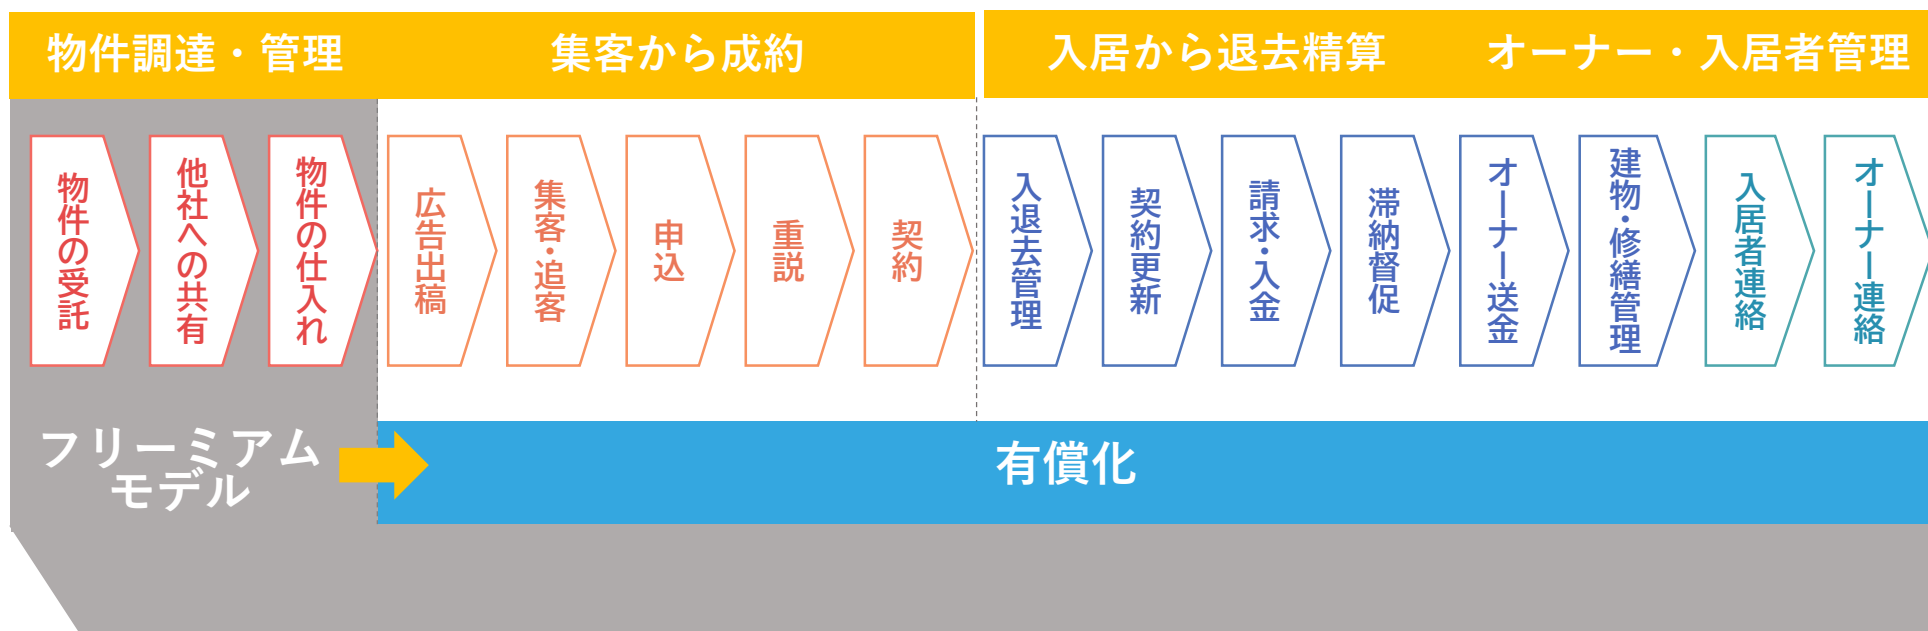 物件調達・管理
集客から成約
入居から退去精算
オーナー・入居者管理
物件の受託
他社への共有
物件の仕入れ
広告出稿
集客・追客
申込
重説
契約
入退去管理
契約更新
請求・入金
滞納督促
オーナー送金
建物・修繕管理
入居者連絡
オーナー連絡
フリーミアム
モデル
有償化